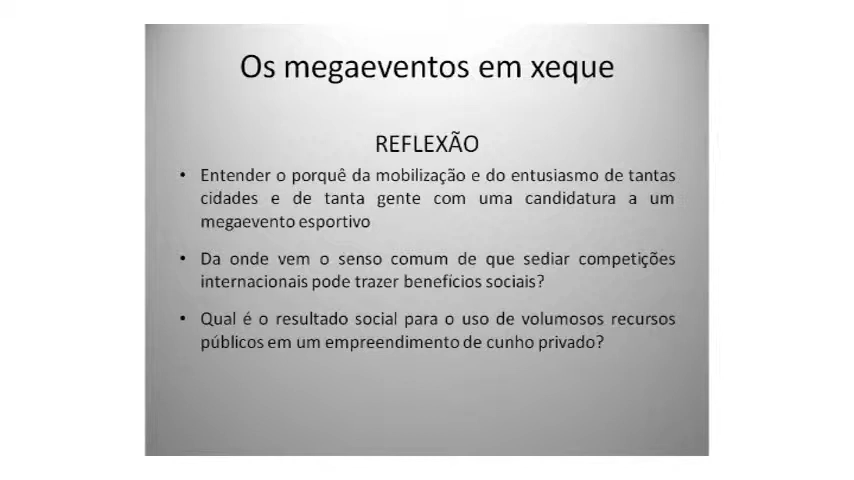 Os megaeventos em xeque
REFLEXÃO
• Entender o porquê da mobilização e do entusiasmo de tantas
cidades e de tanta gente com uma candidatura a um
megaevento esportivo
• Da onde vem o senso comum de que sediar competições
internacionais pode trazer benefícios sociais?
• Qual é o resultado social para o uso de volumosos recursos
públicos em um empreendimento de cunho privado?